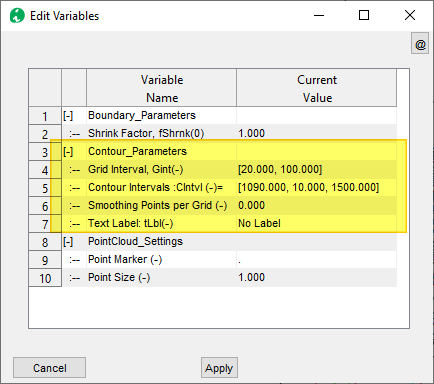 Edit Variables
@
Variable Name Current Value
1 [-] Boundary_Parameters
2 :-- Shrink Factor, fShrnk(0) 1.000
3 [-] Contour_Parameters
4 :-- Grid Interval, Gint(-) [20.000, 100.000]
5 :-- Contour Intervals :CIntvl (-)= [1090.000, 10.000, 1500.000]
6 :-- Smoothing Points per Grid (-) 0.000
7 :-- Text Label: tLbl(-) No Label
8 [-] PointCloud_Settings
9 :-- Point Marker (-) .
10 :-- Point Size (-) 1.000
Cancel Apply